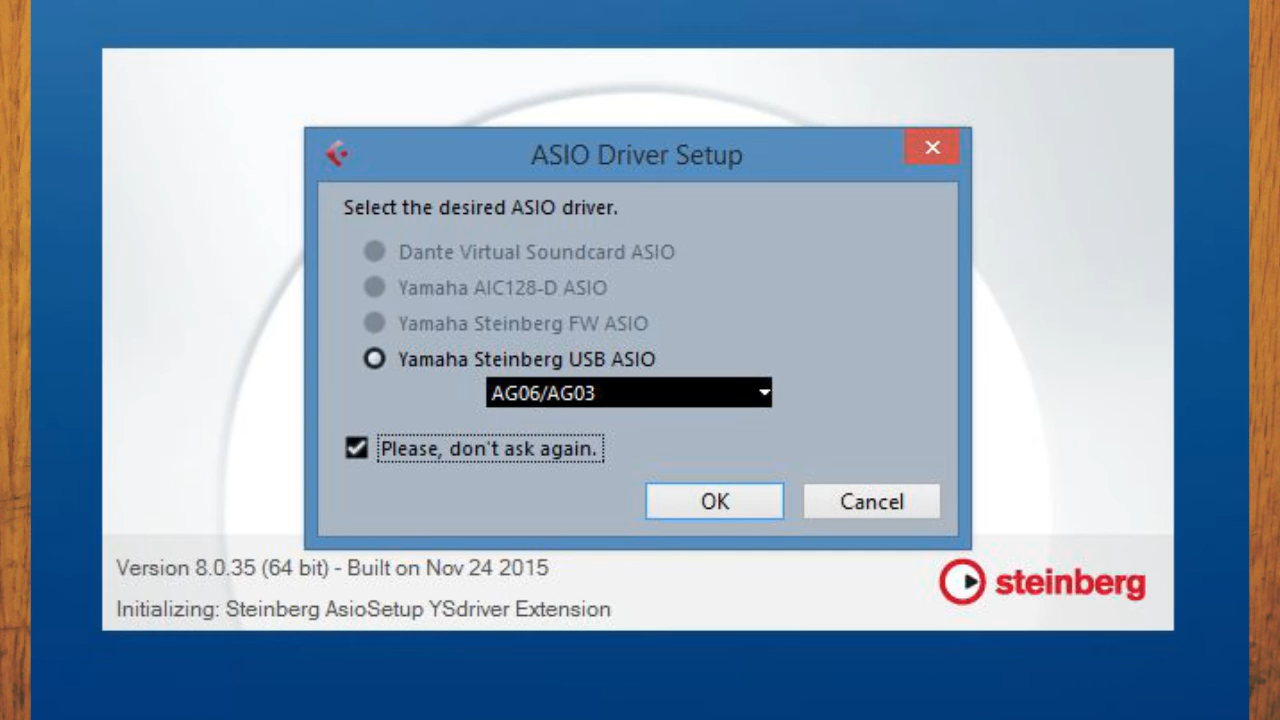 ASIO Driver Setup
Select the desired ASIO driver.
Dante Virtual Soundcard ASIO
Yamaha AIC128-D ASIO
Yamaha Steinberg FW ASIO
Yamaha Steinberg USB ASIO
AG06/AG03
Please, don't ask again.
OK Cancel
Version 8.0.35 (64 bit) - Built on Nov 24 2015
steinberg
Initializing: Steinberg AsioSetup YSdriver Extension